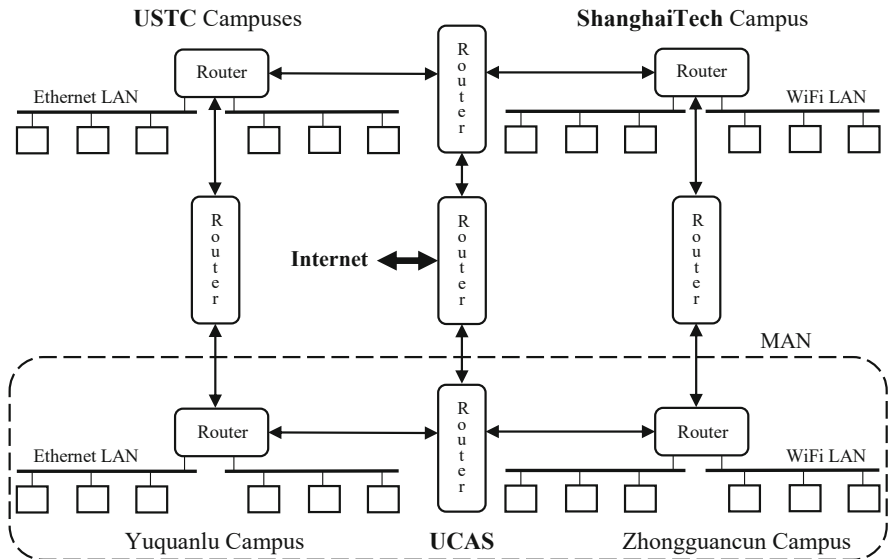 USTC Campuses
ShanghaiTech Campus
Router
Router
Router
Ethernet LAN
WiFi LAN
Router
Internet
Router
Router
MAN
Router
Router
Router
Ethernet LAN
WiFi LAN
Yuquanlu Campus
UCAS
Zhongguancun Campus